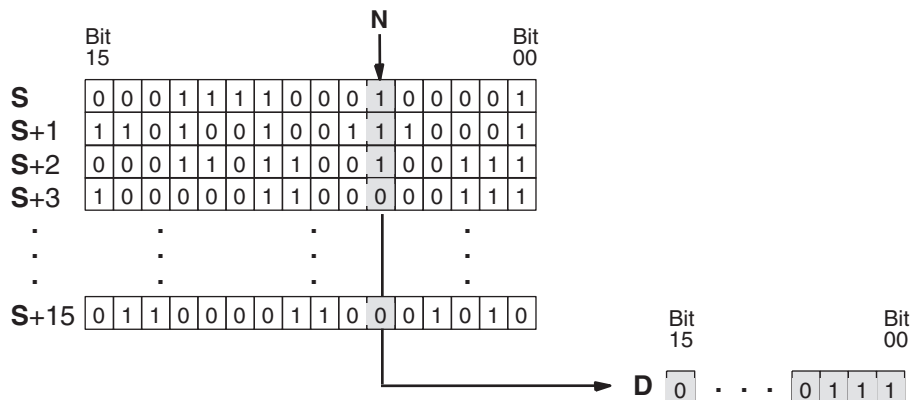 N
Bit
15
Bit
00
S 0 0 0 1 1 1 1 0 0 0 1 0 0 0 0 1
S+1 1 1 0 1 0 0 1 0 0 1 1 1 0 0 0 1
S+2 0 0 0 1 1 0 1 1 0 0 1 0 0 1 1 1
S+3 1 0 0 0 0 0 1 1 0 0 0 0 0 1 1 1
S+15 0 1 1 0 0 0 0 1 1 0 0 0 1 0 1 0
Bit
15
Bit
00
D 0 . . . 0 1 1 1